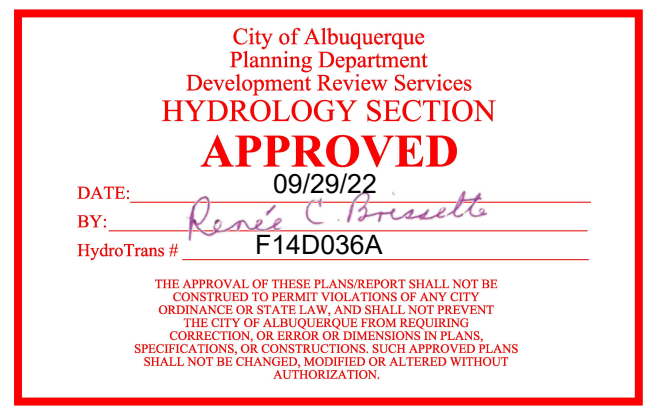 City of Albuquerque
Planning Department
Development Review Services
HYDROLOGY SECTION
APPROVED
DATE: 09/29/22
BY: Renée C. Brissette
HydroTrans # F14D036A
THE APPROVAL OF THESE PLANS/REPORT SHALL NOT BE
CONSTRUED TO PERMIT VIOLATIONS OF ANY CITY
ORDINANCE OR STATE LAW, AND SHALL NOT PREVENT
THE CITY OF ALBUQUERQUE FROM REQUIRING
CORRECTION, OR ERROR OR DIMENSIONS IN PLANS,
SPECIFICATIONS, OR CONSTRUCTIONS. SUCH APPROVED PLANS
SHALL NOT BE CHANGED, MODIFIED OR ALTERED WITHOUT
AUTHORIZATION.